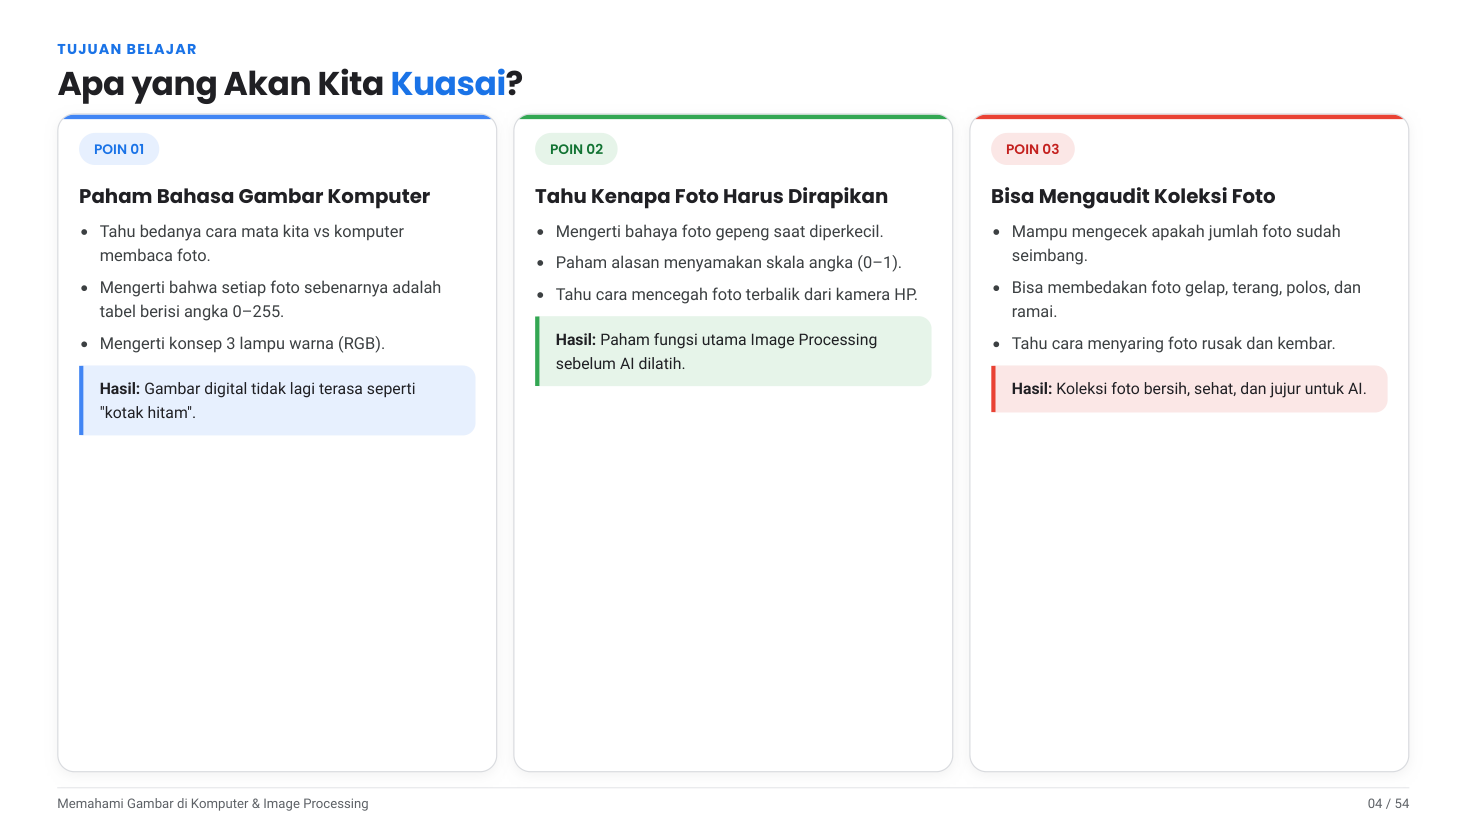 TUJUAN BELAJAR
Apa yang Akan Kita Kuasai?
POIN 01
Paham Bahasa Gambar Komputer
• Tahu bedanya cara mata kita vs komputer
membaca foto.
• Mengerti bahwa setiap foto sebenarnya adalah
tabel berisi angka 0–255.
• Mengerti konsep 3 lampu warna (RGB).
Hasil: Gambar digital tidak lagi terasa seperti
"kotak hitam".
POIN 02
Tahu Kenapa Foto Harus Dirapikan
• Mengerti bahaya foto gepeng saat diperkecil.
• Paham alasan menyamakan skala angka (0–1).
• Tahu cara mencegah foto terbalik dari kamera HP.
Hasil: Paham fungsi utama Image Processing
sebelum AI dilatih.
POIN 03
Bisa Mengaudit Koleksi Foto
• Mampu mengecek apakah jumlah foto sudah
seimbang.
• Bisa membedakan foto gelap, terang, polos, dan
ramai.
• Tahu cara menyaring foto rusak dan kembar.
Hasil: Koleksi foto bersih, sehat, dan jujur untuk AI.
Memahami Gambar di Komputer & Image Processing
04 / 54